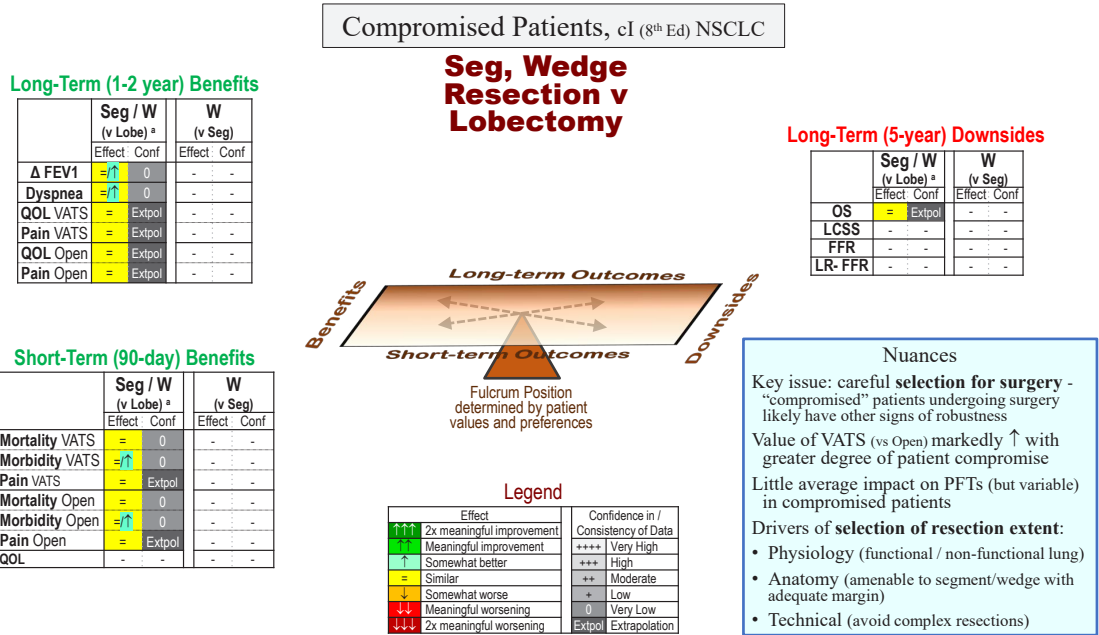 Compromised Patients, cI (8th Ed) NSCLC
Seg, Wedge
Resection v
Lobectomy
Long-Term (1-2 year) Benefits
Seg / W W
(v Lobe) a (v Seg)
Effect Conf Effect Conf
Δ FEV1 =/↑ 0 - -
Dyspnea =/↑ 0 - -
QOL VATS = Extpol - -
Pain VATS = Extpol - -
QOL Open = Extpol - -
Pain Open = Extpol - -
Long-Term (5-year) Downsides
Seg / W W
(v Lobe) a (v Seg)
Effect Conf Effect Conf
OS = Extpol - -
LCSS - - - -
FFR - - - -
LR- FFR - - - -
Long-term Outcomes
Benefits
Downsides
Short-term Outcomes
Fulcrum Position
determined by patient
values and preferences
Short-Term (90-day) Benefits
Seg / W W
(v Lobe) a (v Seg)
Effect Conf Effect Conf
Mortality VATS = 0 - -
Morbidity VATS =/↑ 0 - -
Pain VATS = Extpol - -
Mortality Open = 0 - -
Morbidity Open =/↑ 0 - -
Pain Open = Extpol - -
QOL - - - -
Legend
Effect Confidence in /
Consistency of Data
↑↑↑ 2x meaningful improvement
↑↑ Meaningful improvement ++++ Very High
↑ Somewhat better +++ High
= Similar ++ Moderate
↓ Somewhat worse + Low
↓↓ Meaningful worsening 0 Very Low
↓↓↓ 2x meaningful worsening Extpol Extrapolation
Nuances
Key issue: careful selection for surgery -
“compromised” patients undergoing surgery
likely have other signs of robustness
Value of VATS (vs Open) markedly ↑ with
greater degree of patient compromise
Little average impact on PFTs (but variable)
in compromised patients
Drivers of selection of resection extent:
• Physiology (functional / non-functional lung)
• Anatomy (amenable to segment/wedge with
adequate margin)
• Technical (avoid complex resections)